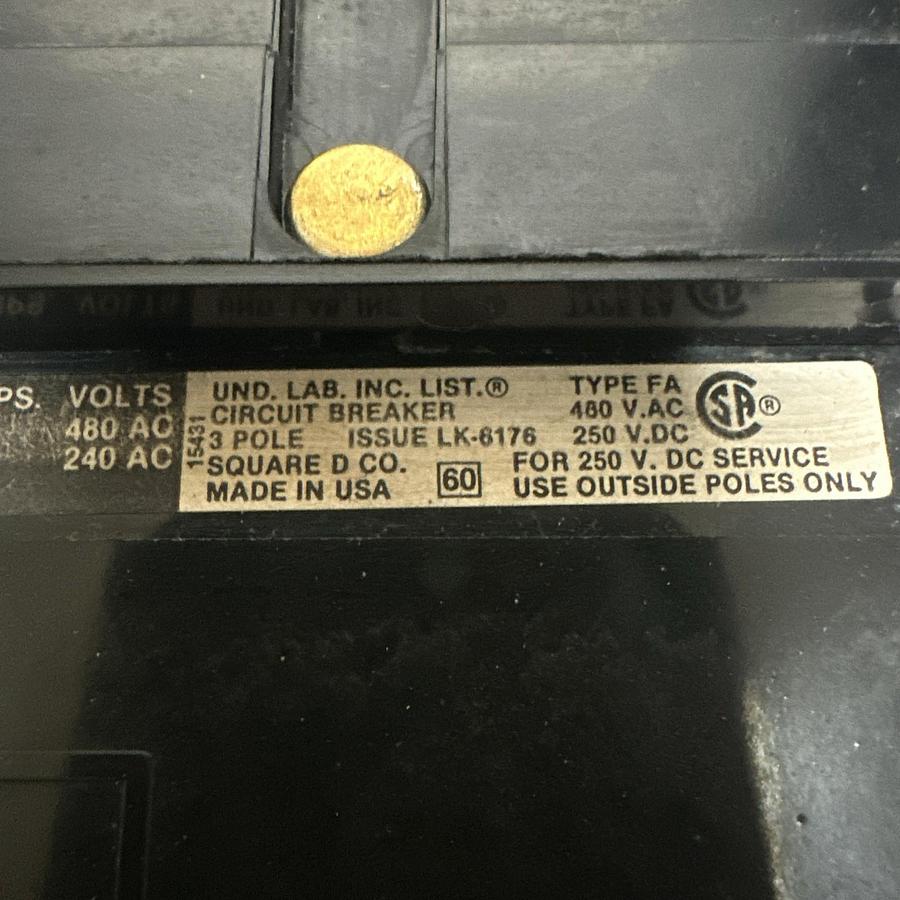 PS. VOLTS
480 AC
240 AC
15431
UND. LAB. INC. LIST.®
CIRCUIT BREAKER
3 POLE ISSUE LK-6176
SQUARE D CO.
MADE IN USA
60
TYPE FA
480 V.AC
250 V.DC
SA ®
FOR 250 V. DC SERVICE
USE OUTSIDE POLES ONLY